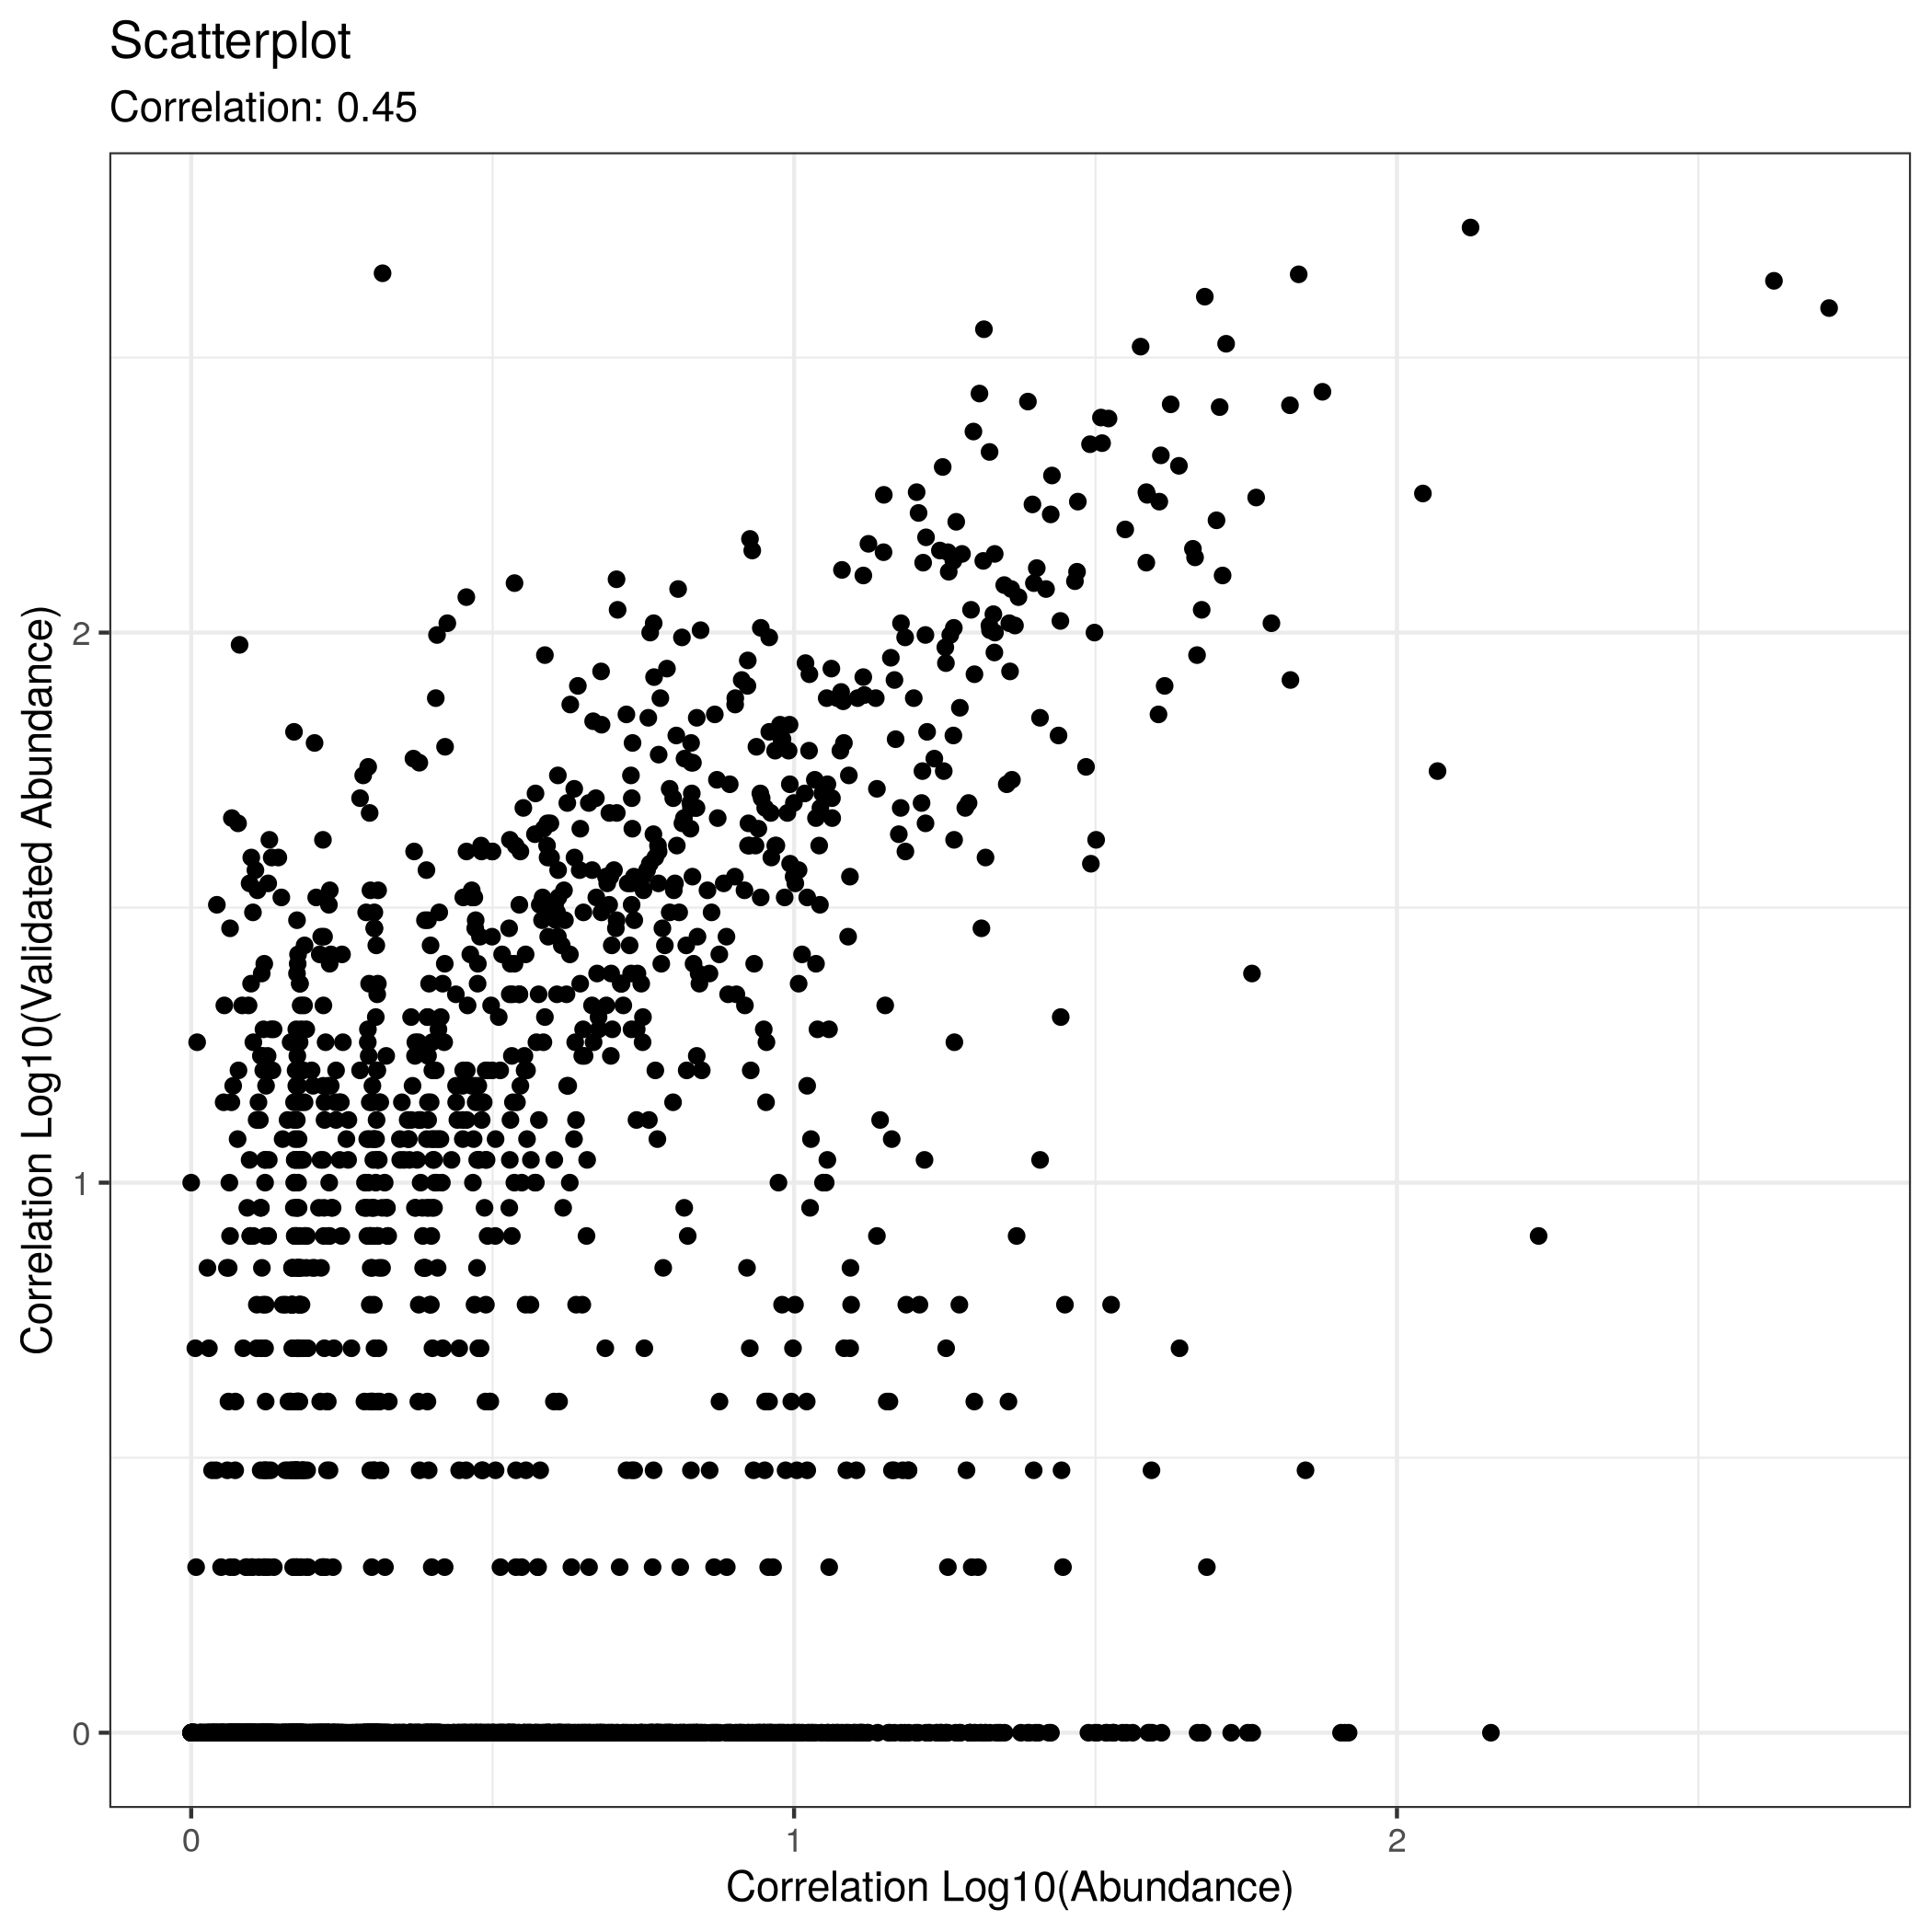 Scatterplot
Correlation: 0.45
Correlation Log10(Validated Abundance)
2
1
0
0
1
2
Correlation Log10(Abundance)